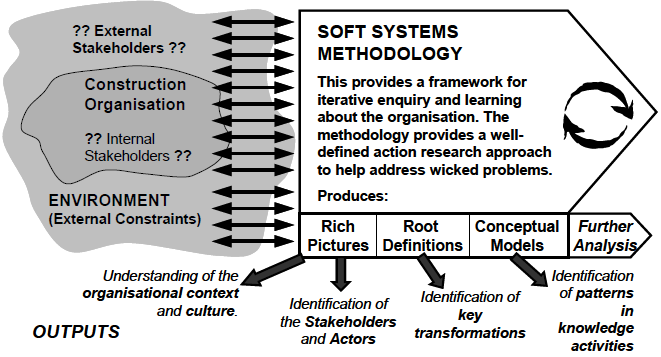 ?? External
Stakeholders ??
Construction
Organisation
?? Internal
Stakeholders ??
ENVIRONMENT
(External Constraints)
SOFT SYSTEMS
METHODOLOGY
This provides a framework for
iterative enquiry and learning
about the organisation. The
methodology provides a well-
defined action research approach
to help address wicked problems.
Produces:
Rich
Pictures
Root
Definitions
Conceptual
Models
Further
Analysis
Understanding of the
organisational context
and culture.
Identification of
the Stakeholders
and Actors
Identification of
key
transformations
Identification
of patterns
in
knowledge
activities
OUTPUTS